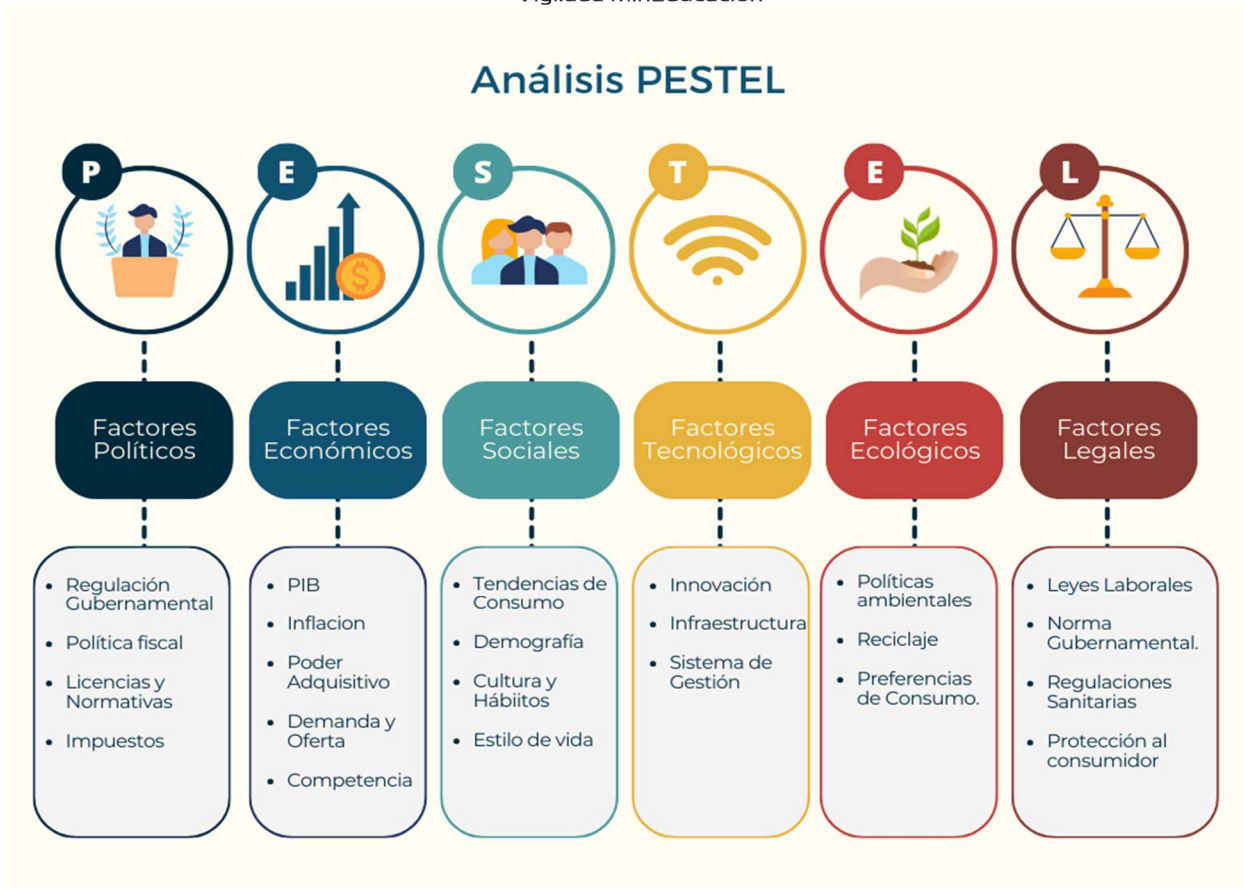 Análisis PESTEL
P
E
S
T
E
L
$
Factores
Políticos
Factores
Económicos
Factores
Sociales
Factores
Tecnológicos
Factores
Ecológicos
Factores
Legales
• Regulación
Gubernamental
• Política fiscal
• Licencias y
Normativas
• Impuestos
• PIB
• Inflacion
• Poder
Adquisitivo
• Demanda y
Oferta
• Competencia
• Tendencias de
Consumo
• Demografía
• Cultura y
Hábiitos
• Estilo de vida
• Innovación
• Infraestructura
• Sistema de
Gestión
• Políticas
ambientales
• Reciclaje
• Preferencias
de Consumo.
• Leyes Laborales
• Norma
Gubernamental.
• Regulaciones
Sanitarias
• Protección al
consumidor